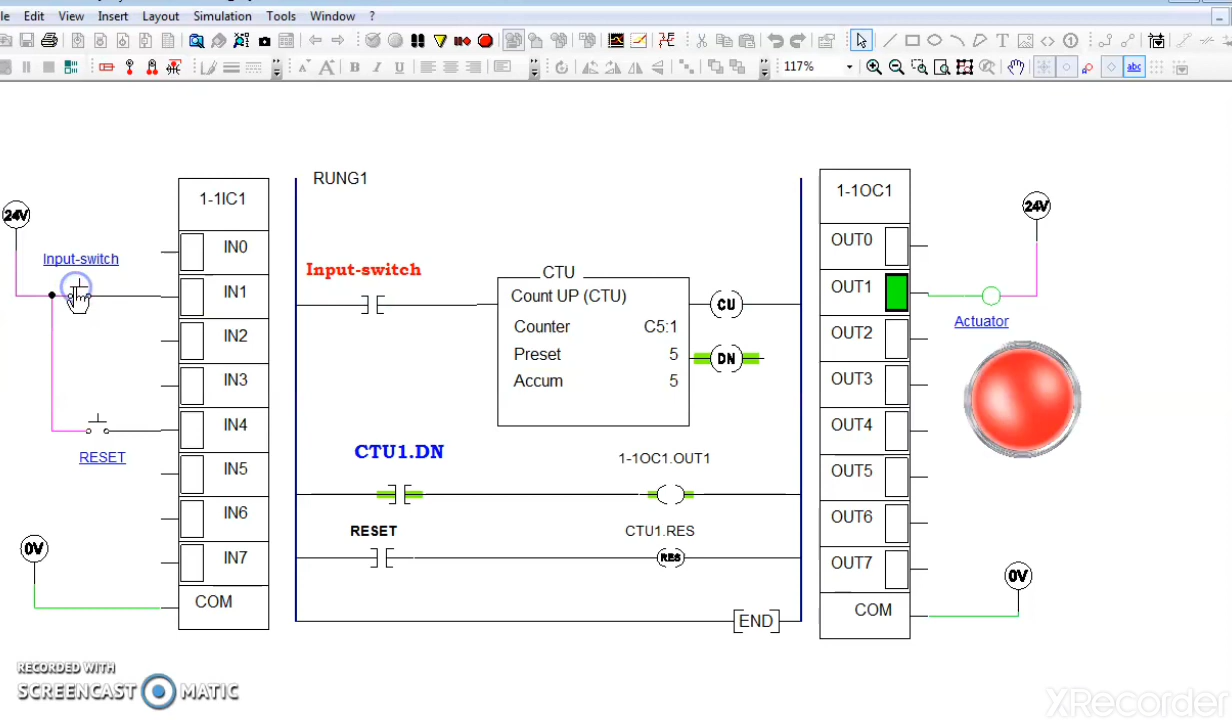 le Edit View Insert Layout Simulation Tools Window ?
117%
abc
RUNG1
1-1IC1
1-1OC1
24V
24V
Input-switch
IN0
OUT0
Input-switch
CTU
IN1
Count UP (CTU)
CU
OUT1
Counter C5:1
Actuator
IN2
Preset 5
DN
OUT2
IN3
Accum 5
OUT3
IN4
OUT4
RESET
CTU1.DN
1-1OC1.OUT1
IN5
OUT5
IN6
OUT6
RESET
CTU1.RES
0V
IN7
RES
OUT7
0V
COM
COM
END
RECORDED WITH
SCREENCAST MATIC
XRecorder